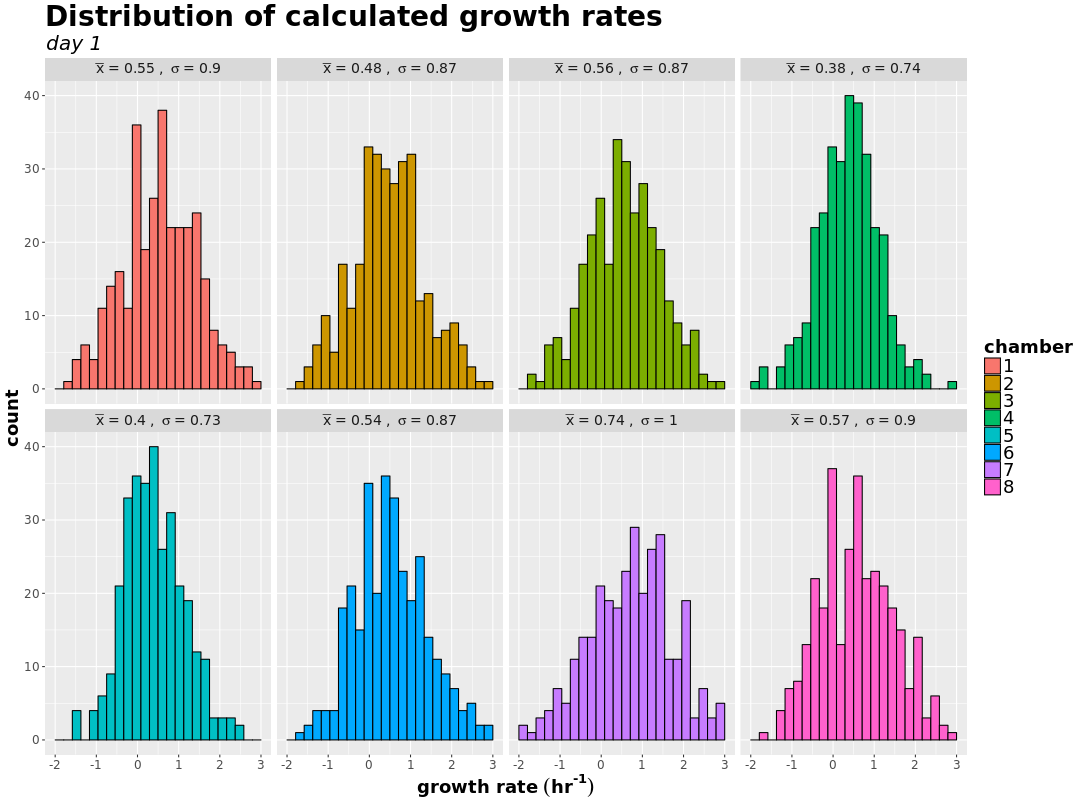 Distribution of calculated growth rates
day 1
x̅ = 0.55 , σ = 0.9
x̅ = 0.48 , σ = 0.87
x̅ = 0.56 , σ = 0.87
x̅ = 0.38 , σ = 0.74
40
30
20
10
0
x̅ = 0.4 , σ = 0.73
x̅ = 0.54 , σ = 0.87
x̅ = 0.74 , σ = 1
x̅ = 0.57 , σ = 0.9
40
30
20
10
0
-2 -1 0 1 2 3
-2 -1 0 1 2 3
-2 -1 0 1 2 3
-2 -1 0 1 2 3
count
growth rate (hr⁻¹)
chamber
1
2
3
4
5
6
7
8